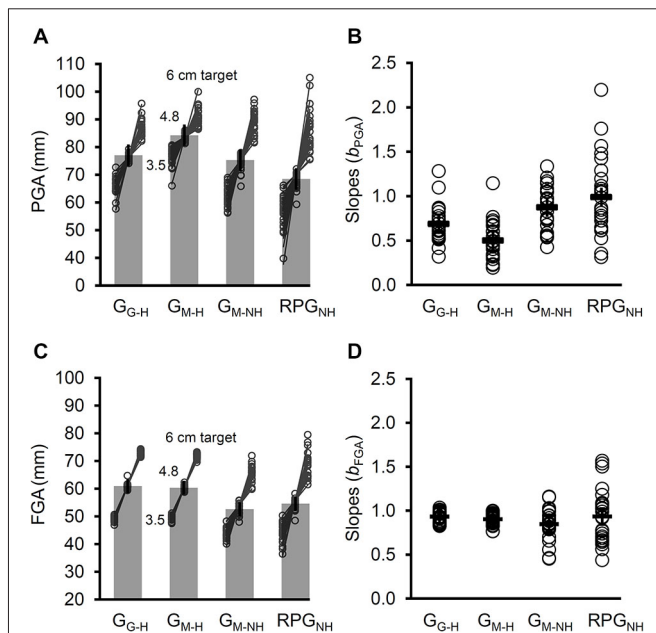 A
6 cm target
PGA (mm)
110
100
90
80
70
60
50
40
30
20
10
0
4.8
3.5
G_G-H
G_M-H
G_M-NH
RPG_NH
B
Slopes (b_PGA)
2.5
2.0
1.5
1.0
0.5
0.0
G_G-H
G_M-H
G_M-NH
RPG_NH
C
6 cm target
FGA (mm)
100
90
80
70
60
50
40
30
20
4.8
3.5
G_G-H
G_M-H
G_M-NH
RPG_NH
D
Slopes (b_FGA)
2.5
2.0
1.5
1.0
0.5
0.0
G_G-H
G_M-H
G_M-NH
RPG_NH